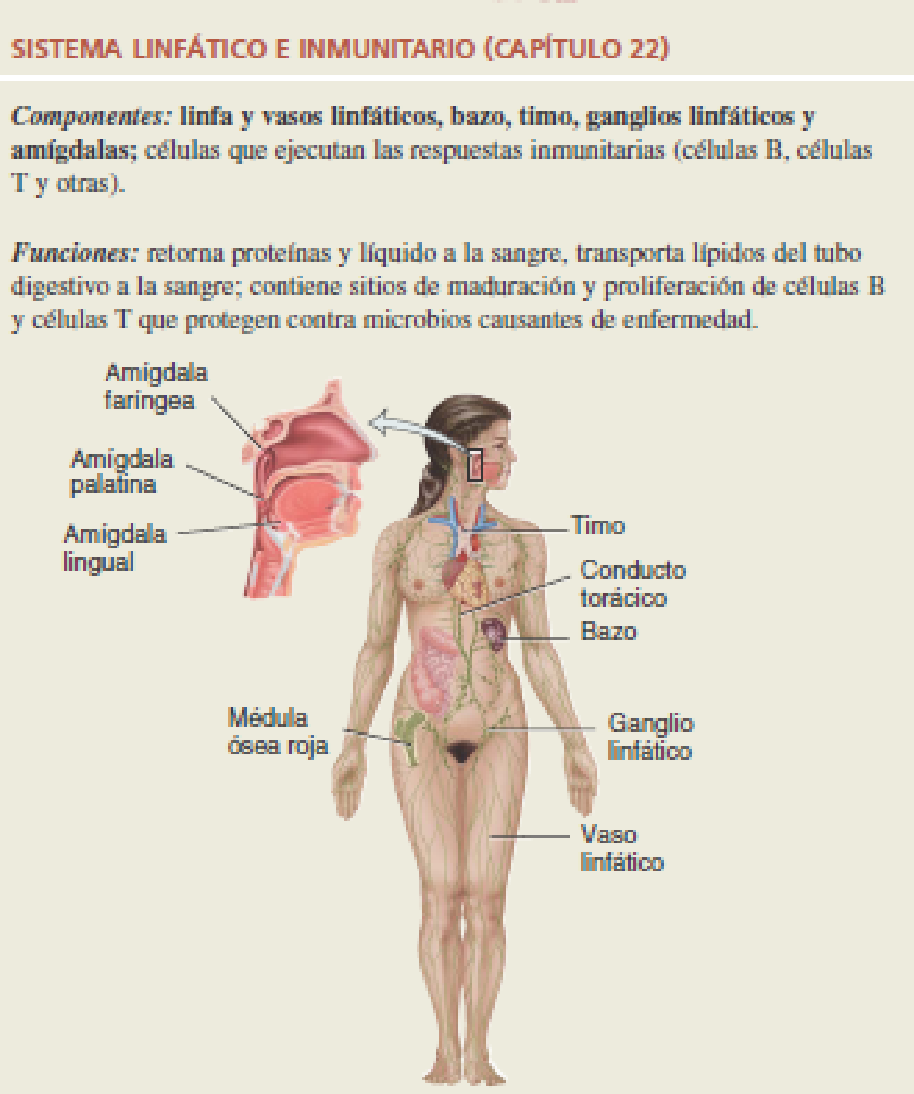 SISTEMA LINFÁTICO E INMUNITARIO (CAPÍTULO 22)
Componentes: linfa y vasos linfáticos, bazo, timo, ganglios linfáticos y
amígdalas; células que ejecutan las respuestas inmunitarias (células B, células
T y otras).
Funciones: retorna proteínas y líquido a la sangre, transporta lípidos del tubo
digestivo a la sangre; contiene sitios de maduración y proliferación de células B
y células T que protegen contra microbios causantes de enfermedad.
Amígdala
faríngea
Amígdala
palatina
Amígdala
lingual
Timo
Conducto
torácico
Bazo
Médula
ósea roja
Ganglio
linfático
Vaso
linfático